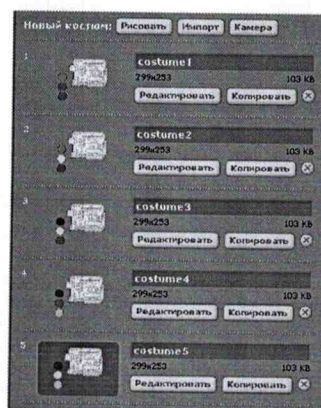 Новый костюм: Рисовать Импорт Камера
1 costume1
299x253 103 KB
Редактировать Копировать
2 costume2
299x253 103 KB
Редактировать Копировать
3 costume3
299x253 103 KB
Редактировать Копировать
4 costume4
299x253 103 KB
Редактировать Копировать
5 costume5
299x253 103 KB
Редактировать Копировать